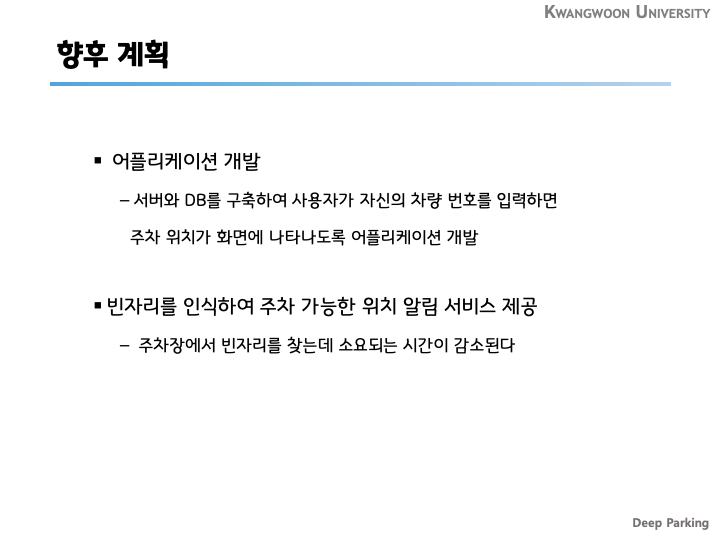 KWANGWOON UNIVERSITY
향후 계획
▪ 어플리케이션 개발
– 서버와 DB를 구축하여 사용자가 자신의 차량 번호를 입력하면
주차 위치가 화면에 나타나도록 어플리케이션 개발
▪ 빈자리를 인식하여 주차 가능한 위치 알림 서비스 제공
– 주차장에서 빈자리를 찾는데 소요되는 시간이 감소된다
Deep Parking